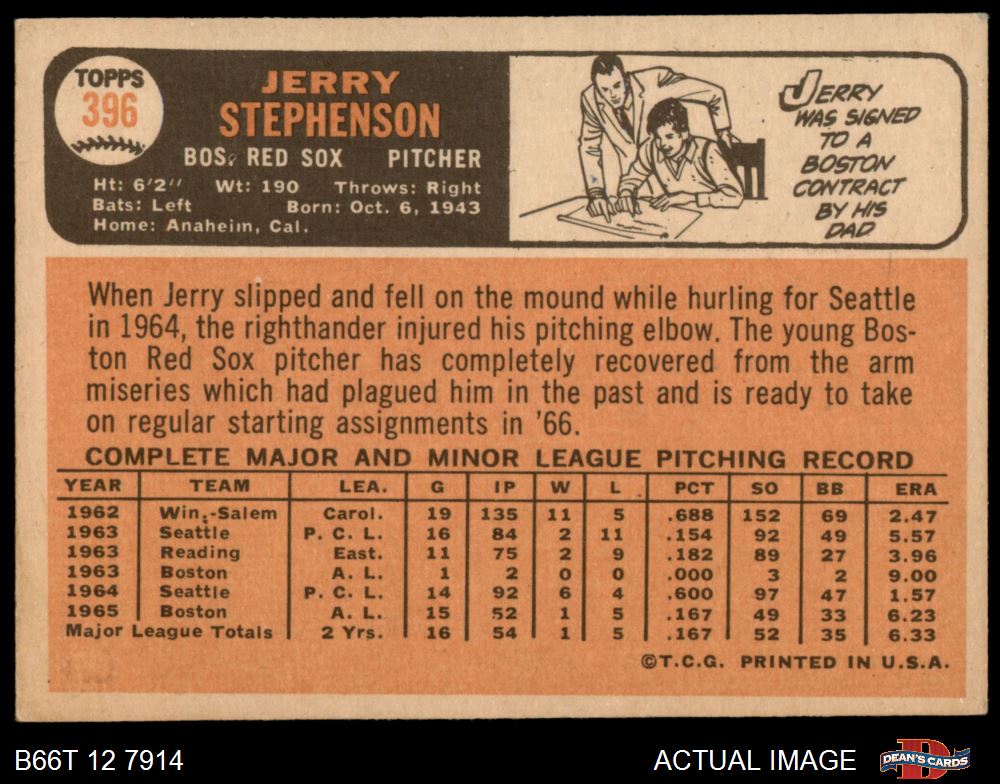 TOPPS
396
JERRY
STEPHENSON
BOS. RED SOX PITCHER
Ht: 6'2" Wt: 190 Throws: Right
Bats: Left Born: Oct. 6, 1943
Home: Anaheim, Cal.
JERRY
WAS SIGNED
TO A
BOSTON
CONTRACT
BY HIS
DAD
When Jerry slipped and fell on the mound while hurling for Seattle
in 1964, the righthander injured his pitching elbow. The young Bos-
ton Red Sox pitcher has completely recovered from the arm
miseries which had plagued him in the past and is ready to take
on regular starting assignments in '66.
COMPLETE MAJOR AND MINOR LEAGUE PITCHING RECORD
YEAR TEAM LEA. G IP W L PCT SO BB ERA
1962 Win.-Salem Carol. 19 135 11 5 .688 152 69 2.47
1963 Seattle P. C. L. 16 84 2 11 .154 92 49 5.57
1963 Reading East. 11 75 2 9 .182 89 27 3.96
1963 Boston A. L. 1 2 0 0 .000 3 2 9.00
1964 Seattle P. C. L. 14 92 6 4 .600 97 47 1.57
1965 Boston A. L. 15 52 1 5 .167 49 33 6.23
Major League Totals 2 Yrs. 16 54 1 5 .167 52 35 6.33
©T.C.G. PRINTED IN U.S.A.
B66T 12 7914 ACTUAL IMAGE DEAN'S CARDS